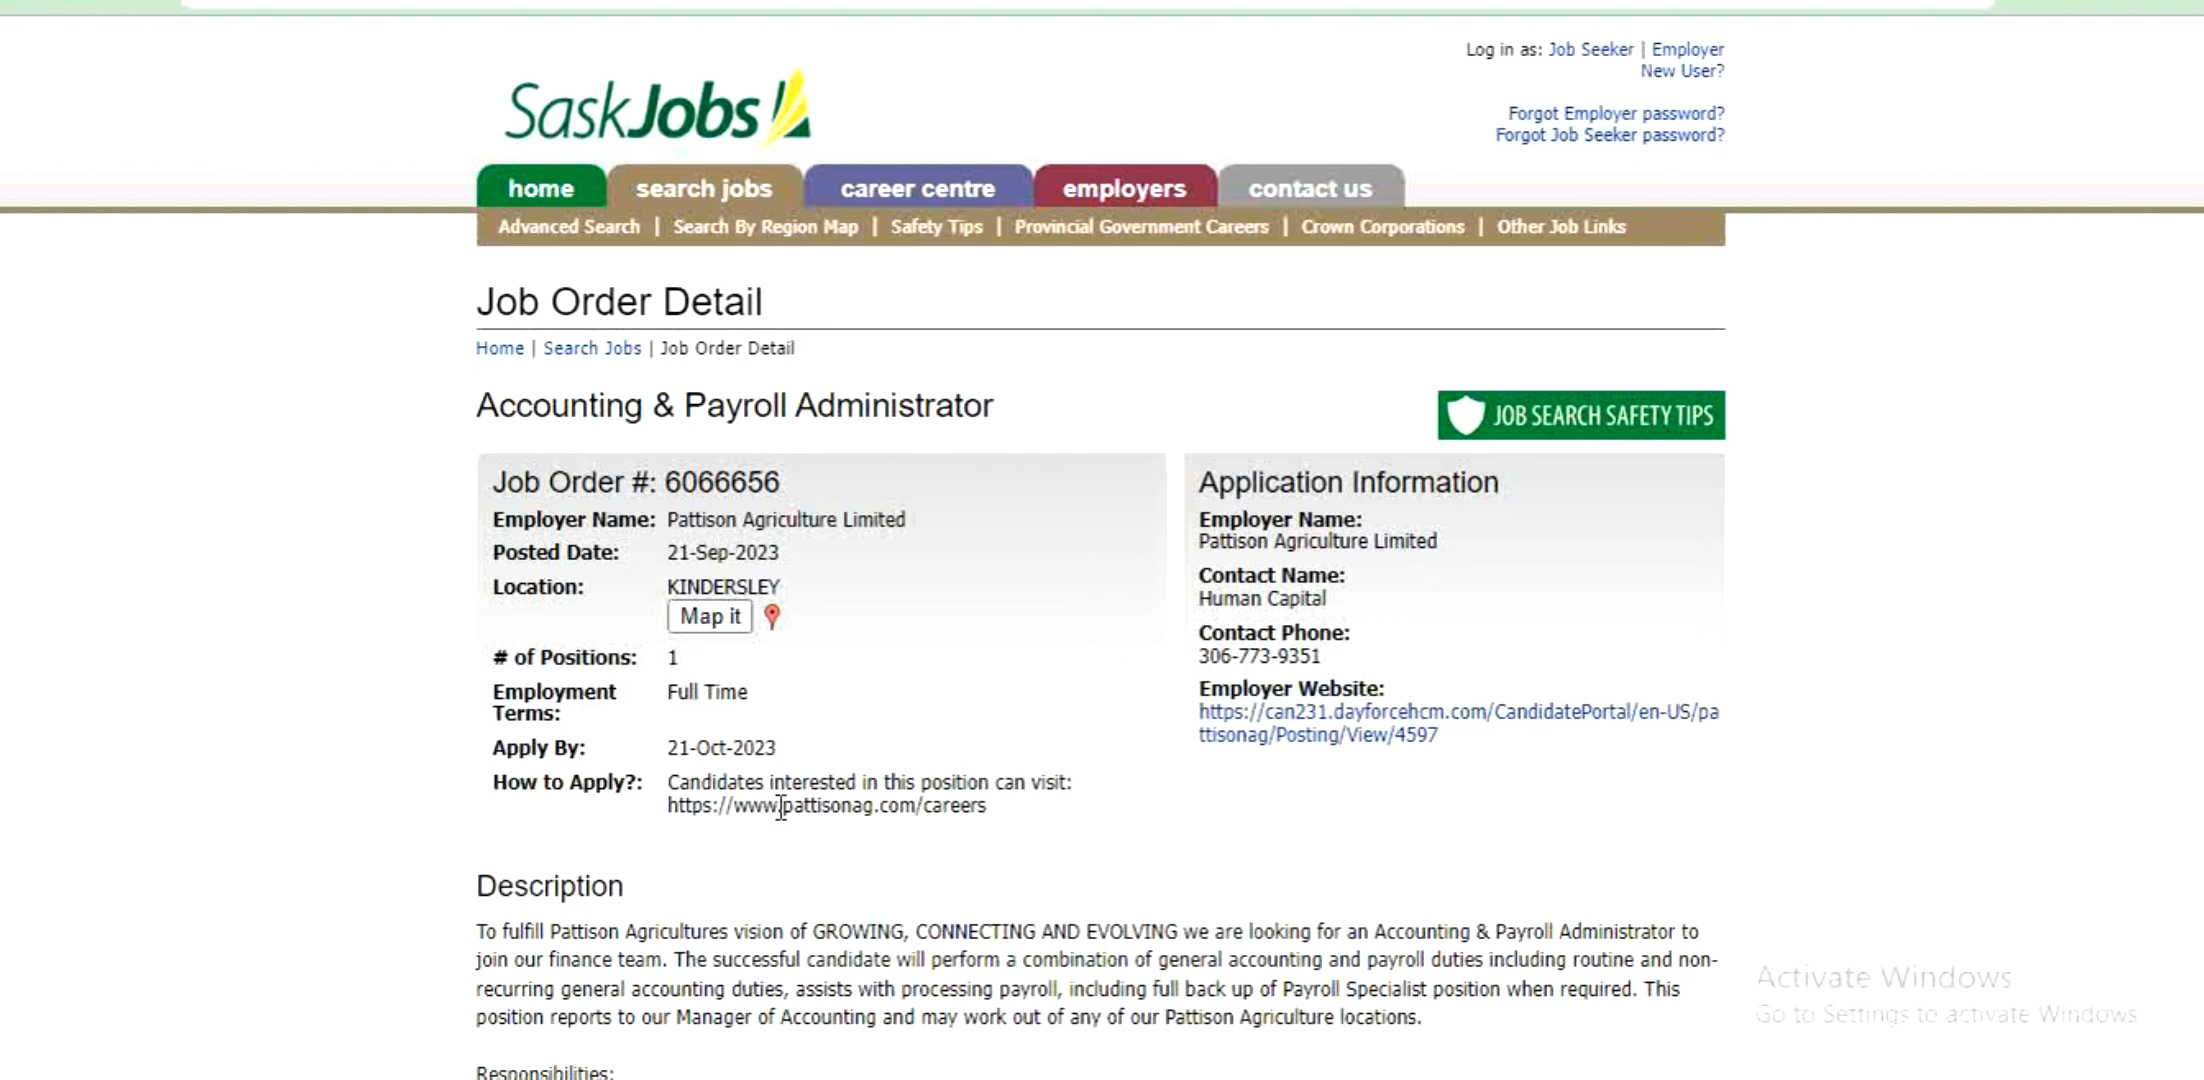 Log in as: Job Seeker | Employer
New User?
SaskJobs
Forgot Employer password?
Forgot Job Seeker password?
home search jobs career centre employers contact us
Advanced Search | Search By Region Map | Safety Tips | Provincial Government Careers | Crown Corporations | Other Job Links
Job Order Detail
Home | Search Jobs | Job Order Detail
Accounting & Payroll Administrator
JOB SEARCH SAFETY TIPS
Job Order #: 6066656
Employer Name: Pattison Agriculture Limited
Posted Date: 21-Sep-2023
Location: KINDERSLEY
Map it
# of Positions: 1
Employment Full Time
Terms:
Apply By: 21-Oct-2023
How to Apply?: Candidates interested in this position can visit:
https://www.pattisonag.com/careers
Application Information
Employer Name:
Pattison Agriculture Limited
Contact Name:
Human Capital
Contact Phone:
306-773-9351
Employer Website:
https://can231.dayforcehcm.com/CandidatePortal/en-US/pa
ttisonag/Posting/View/4597
Description
To fulfill Pattison Agricultures vision of GROWING, CONNECTING AND EVOLVING we are looking for an Accounting & Payroll Administrator to
join our finance team. The successful candidate will perform a combination of general accounting and payroll duties including routine and non-
recurring general accounting duties, assists with processing payroll, including full back up of Payroll Specialist position when required. This
position reports to our Manager of Accounting and may work out of any of our Pattison Agriculture locations.
Responsibilities:
Activate Windows
Go to Settings to activate Windows